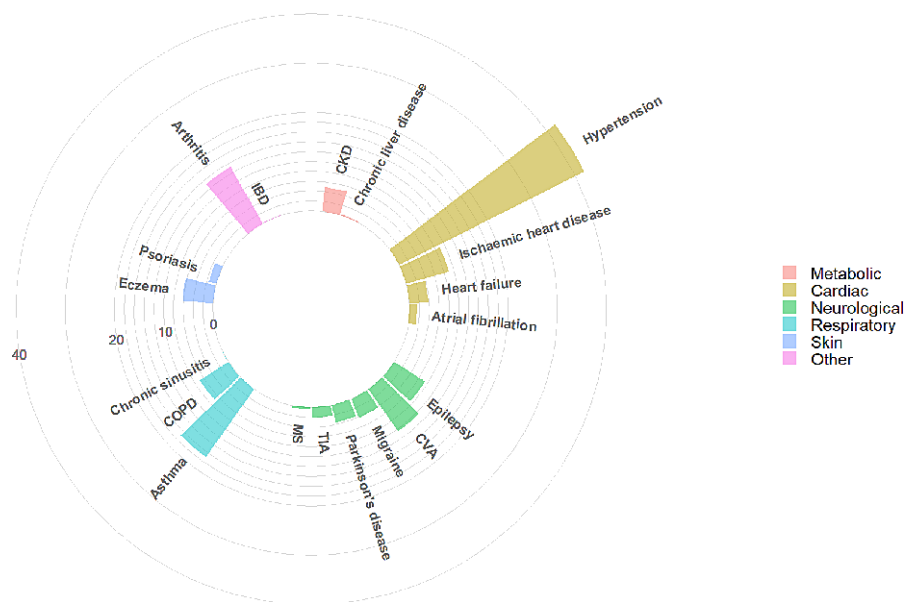 Hypertension
Chronic liver disease
CKD
Arthritis
IBD
Ischaemic heart disease
Psoriasis
Heart failure
Eczema
Atrial fibrillation
0
10
20
40
Metabolic
Cardiac
Neurological
Respiratory
Skin
Other
Chronic sinusitis
COPD
Asthma
MS
TIA
Parkinson's disease
Migraine
CVA
Epilepsy